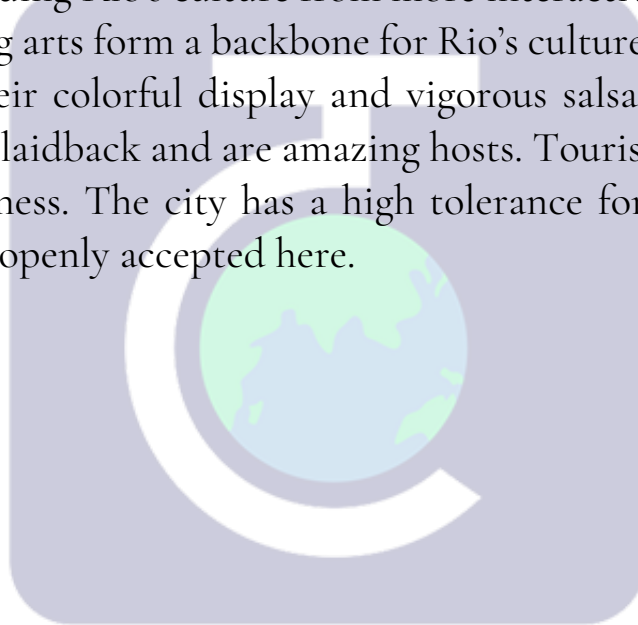 g arts form a backbone for Rio's culture
eir colorful display and vigorous salsa
laidback and are amazing hosts. Touris
ness. The city has a high tolerance for
openly accepted here.